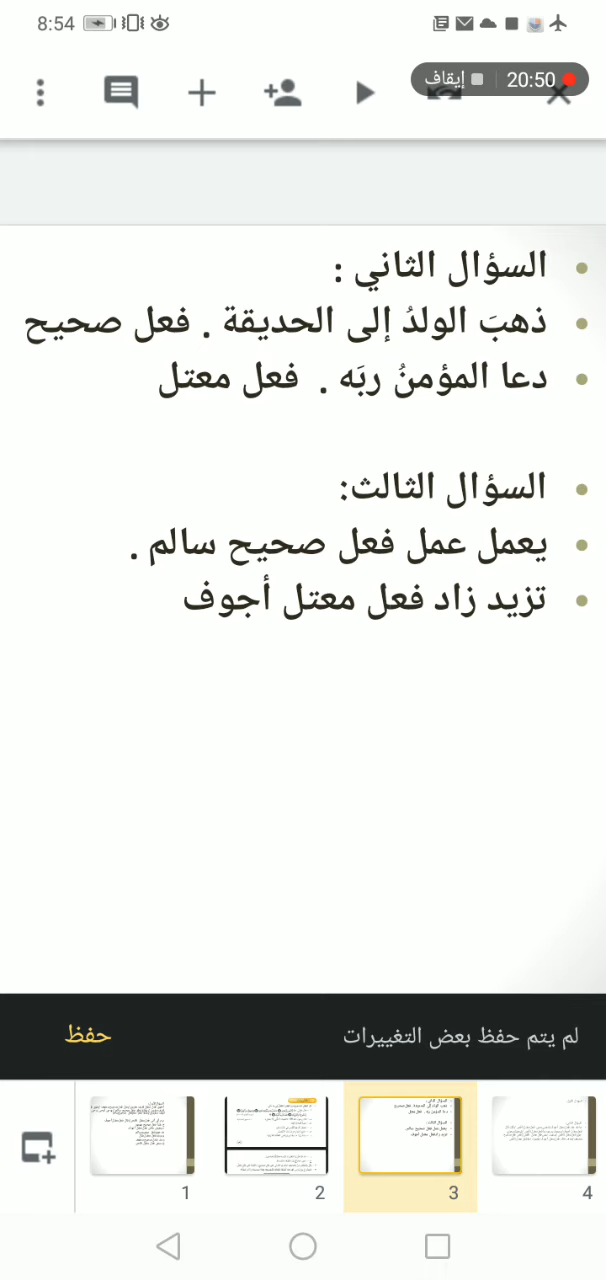 8:54
إيقاف 20:50
السؤال الثاني :
ذهبَ الولدُ إلى الحديقة . فعل صحيح
دعا المؤمنُ ربَه . فعل معتل
السؤال الثالث:
يعمل عمل فعل صحيح سالم .
تزيد زاد فعل معتل أجوف
لم يتم حفظ بعض التغييرات
حفظ
1
2
3
4